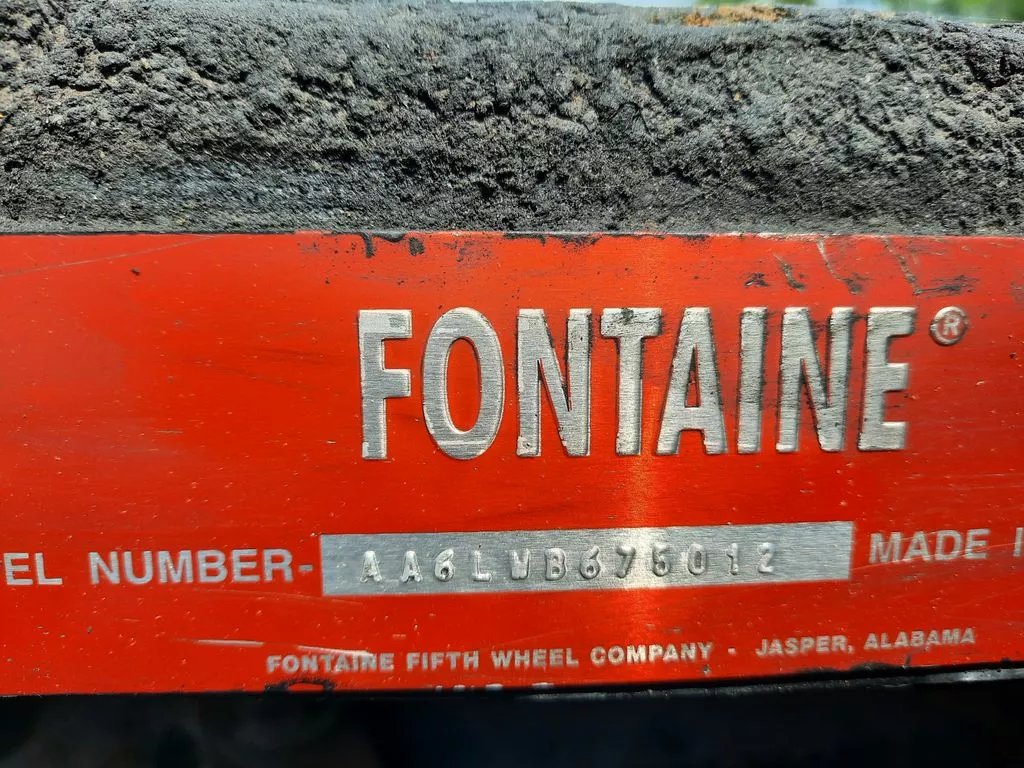 FONTAINE®
EL NUMBER- AA6LWB675012 MADE I
FONTAINE FIFTH WHEEL COMPANY - JASPER, ALABAMA